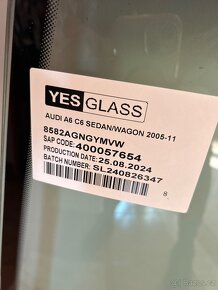 YES GLASS
AUDI A6 C6 SEDAN/WAGON 2005-11
8582AGNGYMVW
SAP CODE: 400057654
PRODUCTION DATE: 25.08.2024
BATCH NUMBER: SL240826347
8.